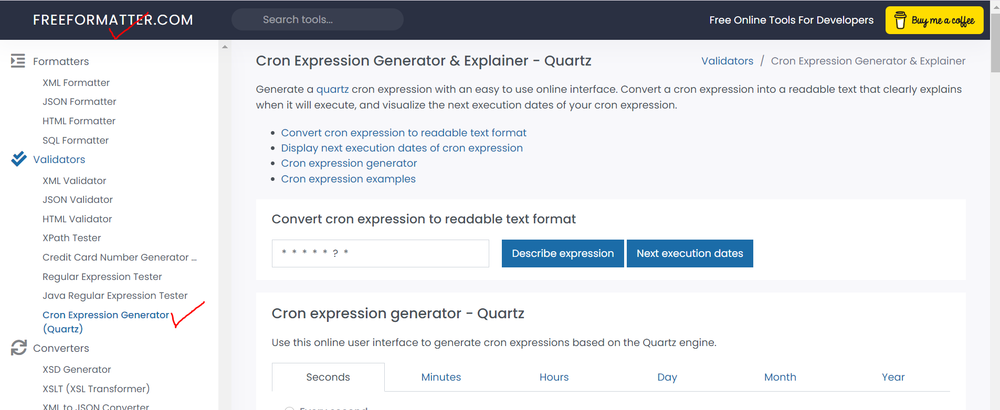 FREEFORMATTER.COM
Search tools...
Free Online Tools For Developers
Buy me a coffee
Formatters
XML Formatter
JSON Formatter
HTML Formatter
SQL Formatter
Validators
XML Validator
JSON Validator
HTML Validator
XPath Tester
Credit Card Number Generator ...
Regular Expression Tester
Java Regular Expression Tester
Cron Expression Generator
(Quartz)
Converters
XSD Generator
XSLT (XSL Transformer)
XML to JSON Converter
Cron Expression Generator & Explainer - Quartz
Validators / Cron Expression Generator & Explainer
Generate a quartz cron expression with an easy to use online interface. Convert a cron expression into a readable text that clearly explains
when it will execute, and visualize the next execution dates of your cron expression.
• Convert cron expression to readable text format
• Display next execution dates of cron expression
• Cron expression generator
• Cron expression examples
Convert cron expression to readable text format
* * * * * ? *
Describe expression
Next execution dates
Cron expression generator - Quartz
Use this online user interface to generate cron expressions based on the Quartz engine.
Seconds Minutes Hours Day Month Year
Every second